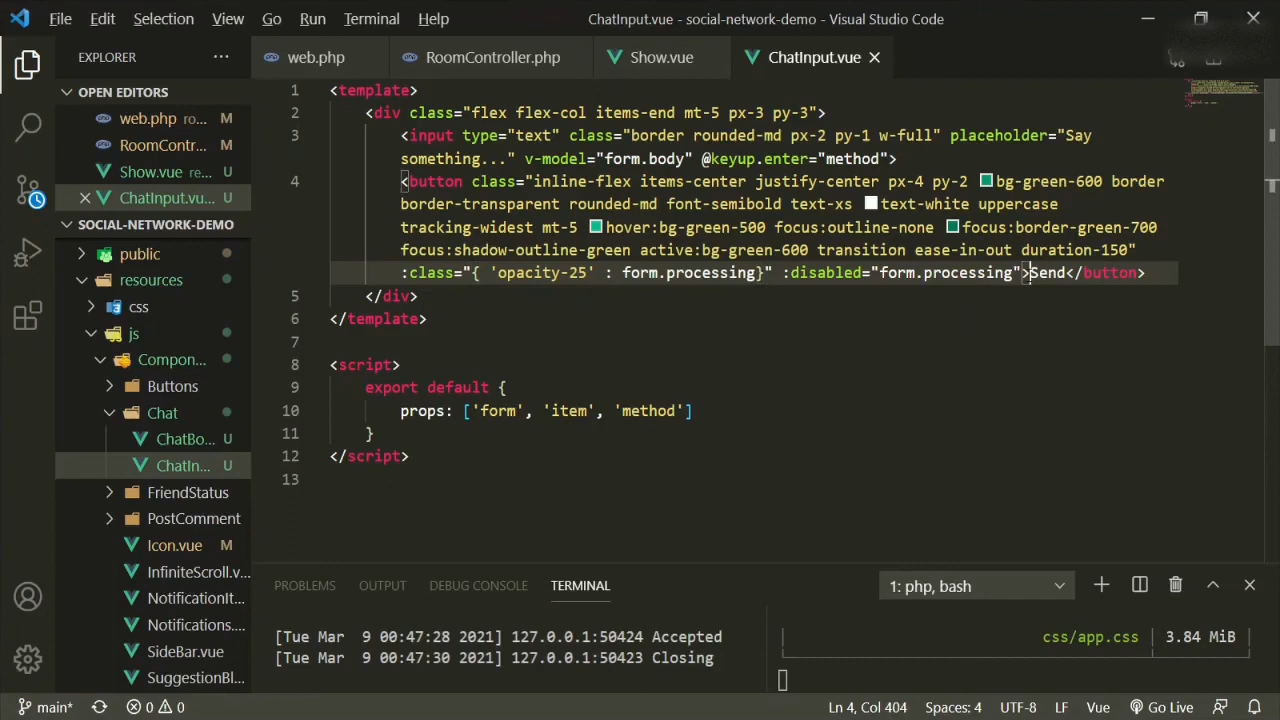 File Edit Selection View Go Run Terminal Help
ChatInput.vue - social-network-demo - Visual Studio Code
EXPLORER
OPEN EDITORS
web.php ... M
RoomContr... M
Show.vue re... U
ChatInput.vu... U
SOCIAL-NETWORK-DEMO
public
resources
css
js
Compon...
Buttons
Chat
ChatBo... U
ChatIn... U
FriendStatus
PostComment
Icon.vue M
InfiniteScroll.v...
NotificationIt...
Notifications....
SideBar.vue
SuggestionBl...
web.php RoomController.php Show.vue ChatInput.vue
1 <template>
2 <div class="flex flex-col items-end mt-5 px-3 py-3">
3 <input type="text" class="border rounded-md px-2 py-1 w-full" placeholder="Say
something..." v-model="form.body" @keyup.enter="method">
4 <button class="inline-flex items-center justify-center px-4 py-2 bg-green-600 border
border-transparent rounded-md font-semibold text-xs text-white uppercase
tracking-widest mt-5 hover:bg-green-500 focus:outline-none focus:border-green-700
focus:shadow-outline-green active:bg-green-600 transition ease-in-out duration-150"
:class="{ 'opacity-25' : form.processing}" :disabled="form.processing">Send</button>
5 </div>
6 </template>
7
8 <script>
9 export default {
10 props: ['form', 'item', 'method']
11 }
12 </script>
13
PROBLEMS OUTPUT DEBUG CONSOLE TERMINAL
1: php, bash
[Tue Mar 9 00:47:28 2021] 127.0.0.1:50424 Accepted
[Tue Mar 9 00:47:30 2021] 127.0.0.1:50423 Closing
css/app.css | 3.84 MiB
main* 0 0
Ln 4, Col 404 Spaces: 4 UTF-8 LF Vue Go Live